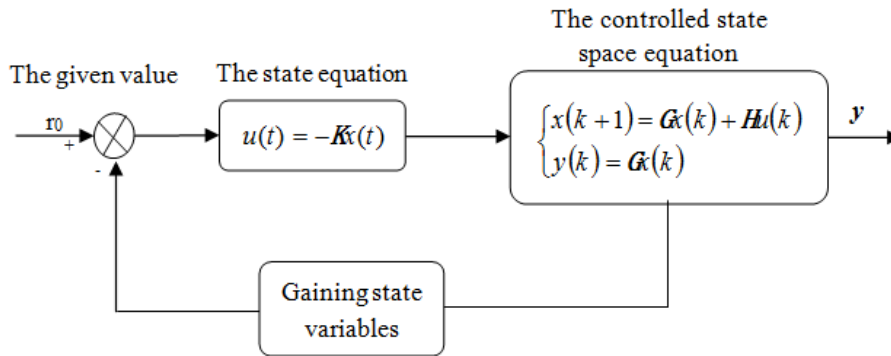 The controlled state
space equation
The given value
The state equation
r0
+
-
u(t) = −Kx(t)
x(k+1) = Gx(k) + Hu(k)
y(k) = Gx(k)
y
Gaining state
variables